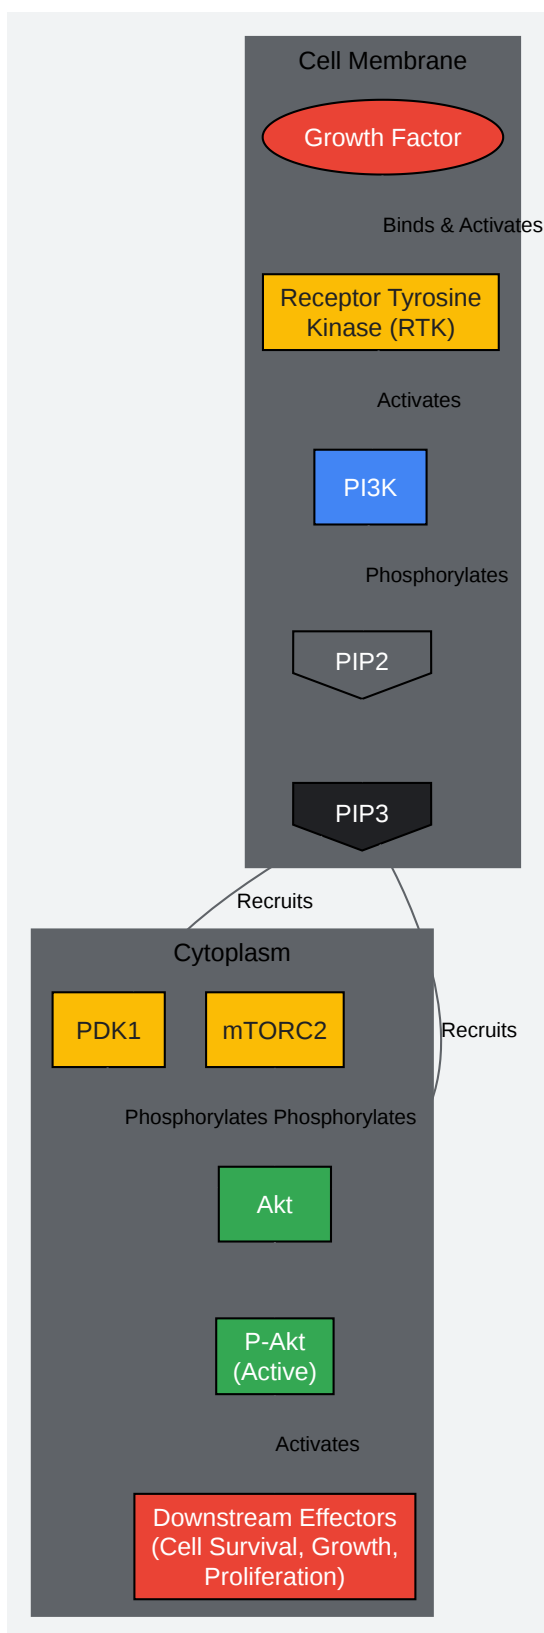 Cell Membrane
Growth Factor
Binds & Activates
Receptor Tyrosine
Kinase (RTK)
Activates
PI3K
Phosphorylates
PIP2
PIP3
Recruits
Cytoplasm
PDK1
mTORC2
Recruits
Phosphorylates
Phosphorylates
Akt
P-Akt
(Active)
Activates
Downstream Effectors
(Cell Survival, Growth,
Proliferation)